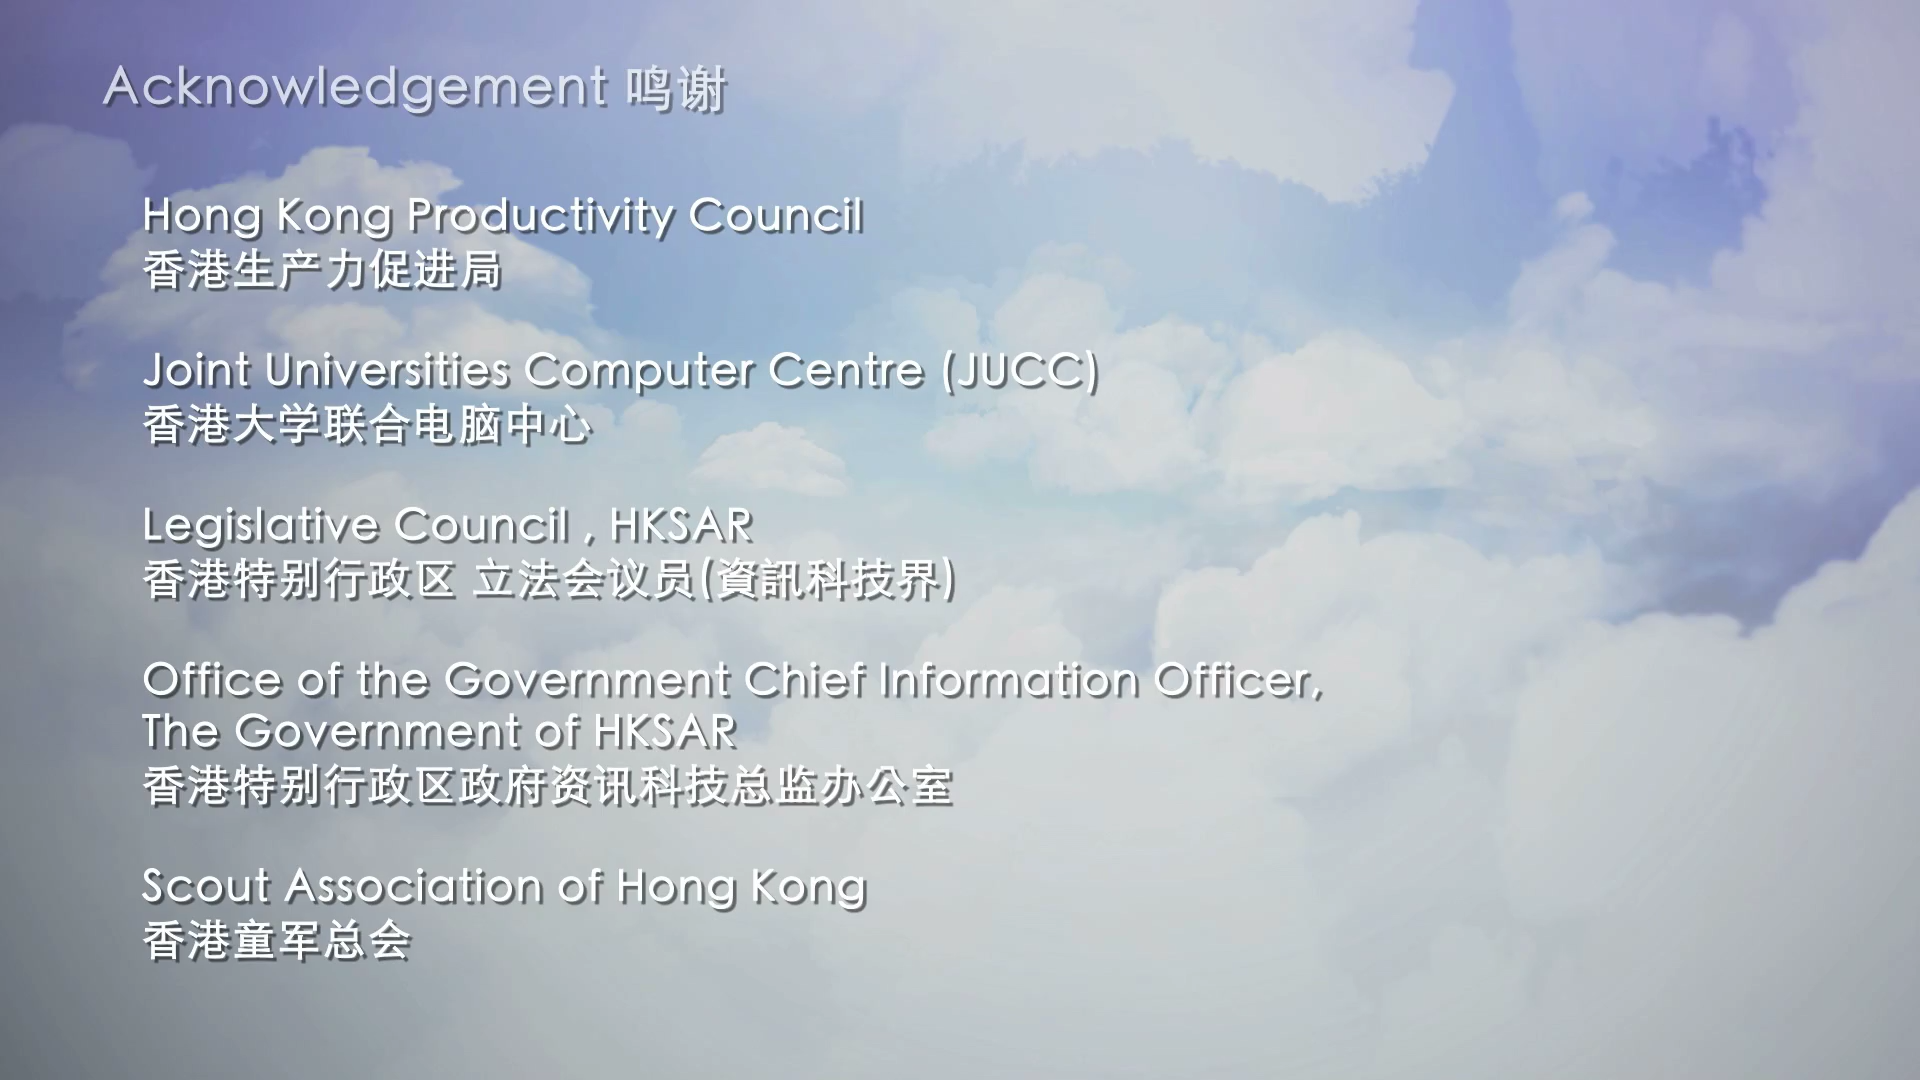 Acknowledgement 鸣谢
Hong Kong Productivity Council
香港生产力促进局
Joint Universities Computer Centre (JUCC)
香港大学联合电脑中心
Legislative Council , HKSAR
香港特别行政区 立法会议员(資訊科技界)
Office of the Government Chief Information Officer,
The Government of HKSAR
香港特别行政区政府资讯科技总监办公室
Scout Association of Hong Kong
香港童军总会